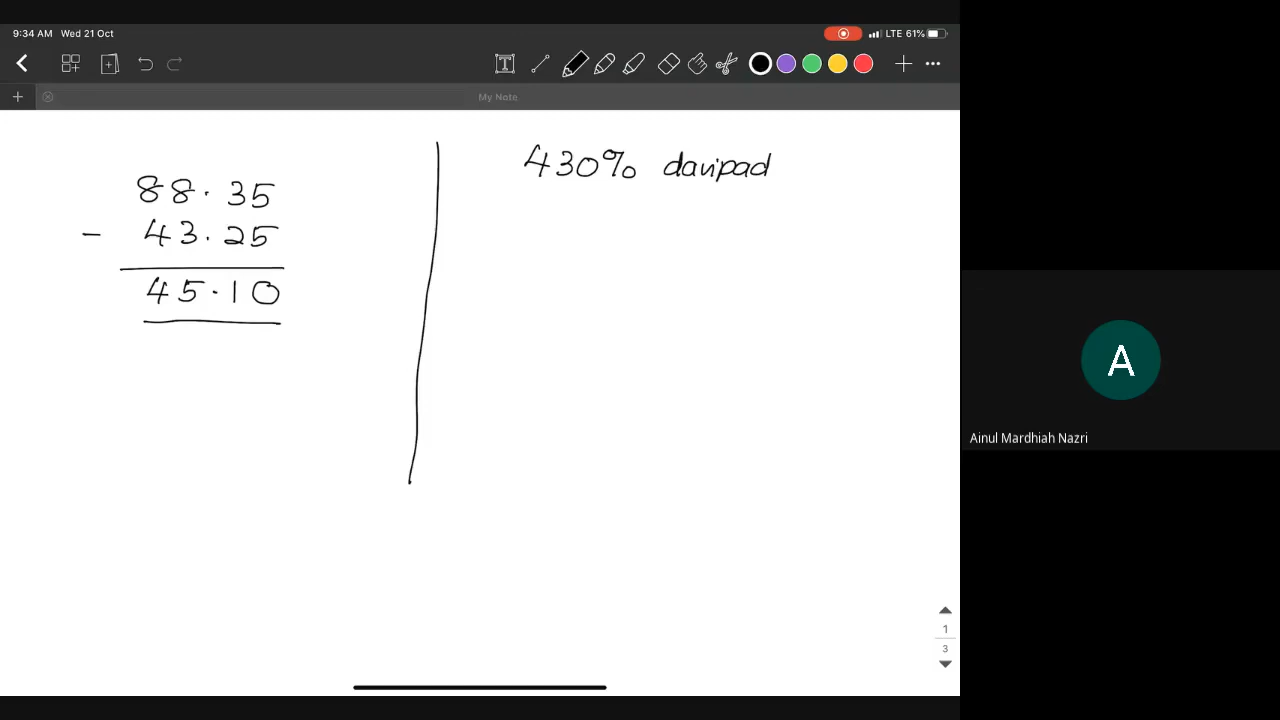 9:34 AM Wed 21 Oct
LTE 61%
T
My Note
88.35
- 43.25
45.10
430% daripad
A
Ainul Mardhiah Nazri
1
3